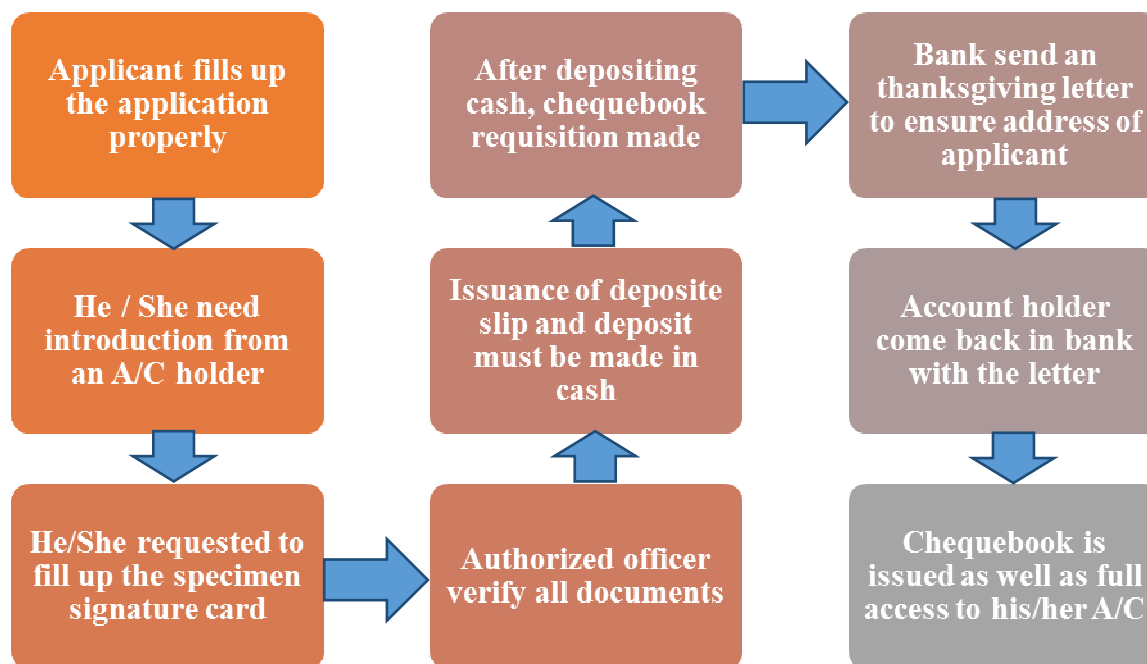 Applicant fills up
the application
properly
He / She need
introduction from
an A/C holder
He/She requested to
fill up the specimen
signature card
Authorized officer
verify all documents
Issuance of deposite
slip and deposit
must be made in
cash
After depositing
cash, chequebook
requisition made
Bank send an
thanksgiving letter
to ensure address of
applicant
Account holder
come back in bank
with the letter
Chequebook is
issued as well as full
access to his/her A/C